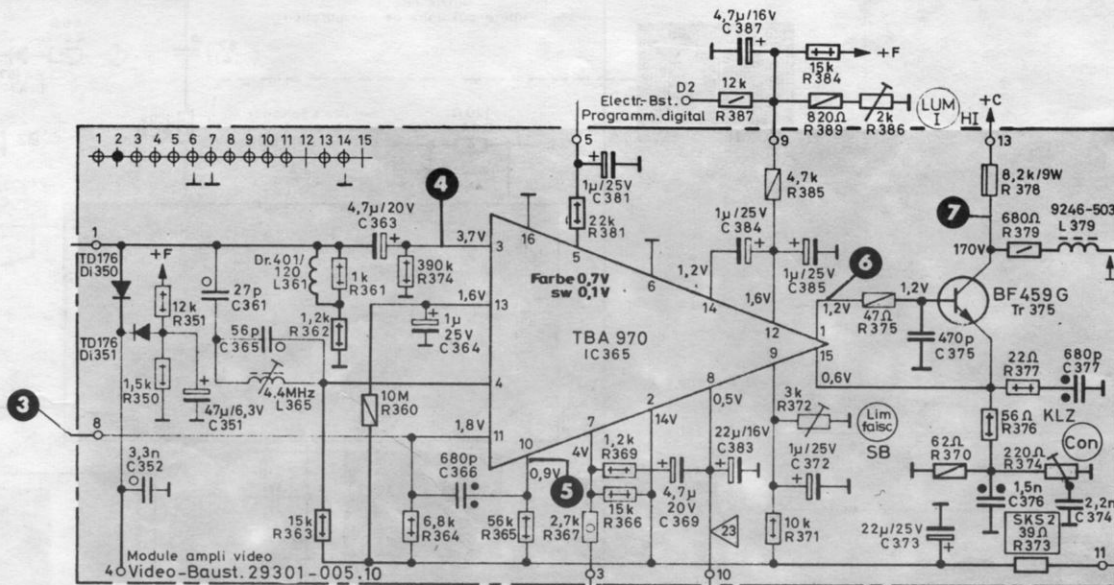 4,7µ/16V
C387
+F
15k
R384
D2
12k
R387
Electr.-Bst.
Programm.digital
820Ω
R389
2k
R386
LUM
I
HI
+C
5
9
13
1 2 3 4 5 6 7 8 9 10 11 12 13 14 15
4,7µ/20V
C363
4
1µ/25V
C381
22k
R381
4,7k
R385
1µ/25V
C384
8,2k/9W
R378
7
680Ω
R379
9246-503
L379
170V
1
TD176
Di350
+F
12k
R351
27p
C361
Dr.401/
120
L361
1k
R361
390k
R374
3,7V
3
16
5
6
14
1,2V
1µ/25V
C385
6
Farbe 0,7V
sw 0,1V
1,6V
13
1,2k
R362
1µ
25V
C364
1,6V
12
1,2V
1
47Ω
R375
1,2V
BF459G
Tr 375
TBA 970
IC365
TD176
Di351
56p
C365
470p
C375
15
9
22Ω
R377
680p
C377
4
8
0,6V
1,5k
R350
4.4MHz
L365
3
47µ/6,3V
C351
10M
R360
2
14V
0,5V
3k
R372
Lim
faisc
SB
56Ω
R376
KLZ
8
1,8V
11
7
4V
10
0,9V
5
1,2k
R369
22µ/16V
C383
1µ/25V
C372
62Ω
R370
220Ω
R374
Con
3,3n
C352
680p
C366
15k
R366
4,7µ
20V
C369
1,5n
C376
2,2n
C374
15k
R363
6,8k
R364
56k
R365
2,7k
R367
23
10k
R371
22µ/25V
C373
SKS2
39Ω
R373
Module ampli video
4 Video-Baust. 29301-005.10
3
10
11